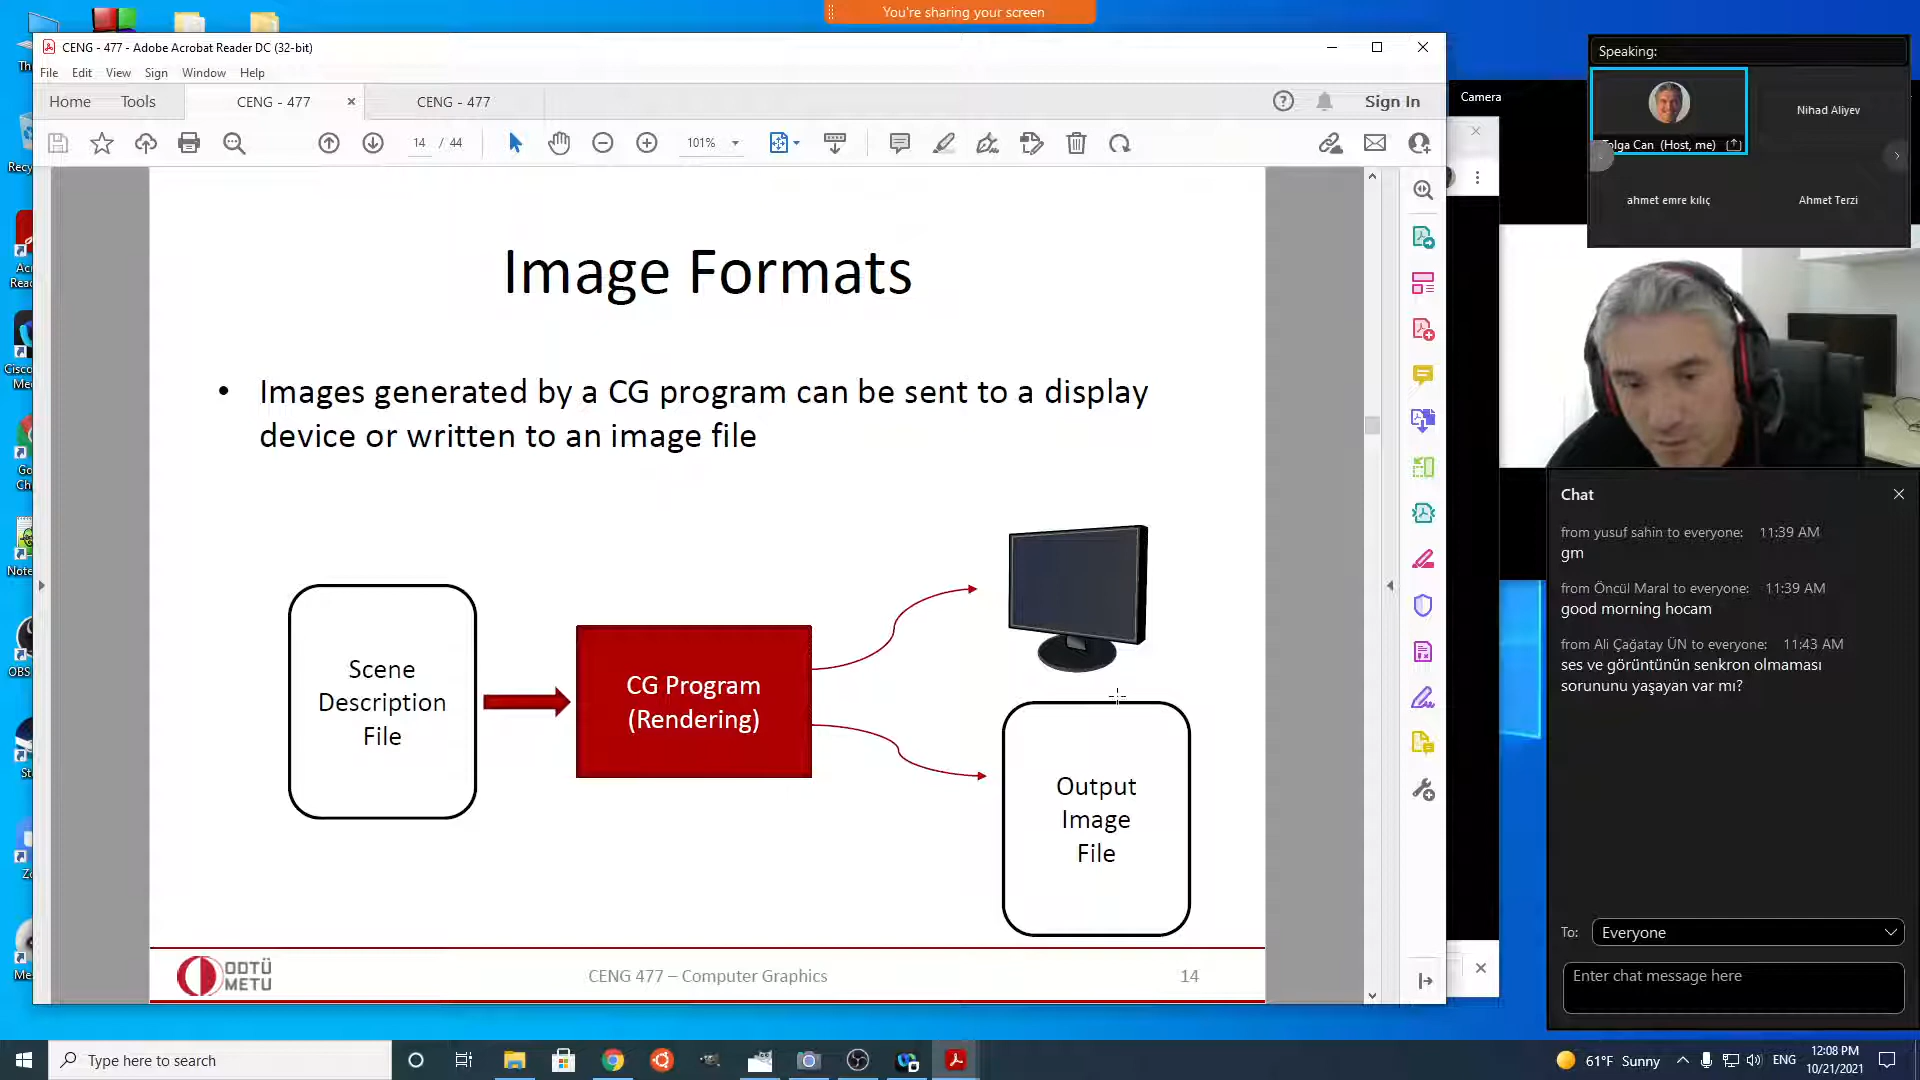 You're sharing your screen
CENG - 477 - Adobe Acrobat Reader DC (32-bit)
File Edit View Sign Window Help
Home Tools CENG - 477 × CENG - 477 Sign In
14 / 44 101%
Image Formats
• Images generated by a CG program can be sent to a display
device or written to an image file
Scene
Description
File
CG Program
(Rendering)
Output
Image
File
ODTÜ
METU
CENG 477 – Computer Graphics
14
Camera
Speaking:
Tolga Can (Host, me)
Nihad Aliyev
ahmet emre kılıç
Ahmet Terzi
Chat
from yusuf sahin to everyone: 11:39 AM
gm
from Öncül Maral to everyone: 11:39 AM
good morning hocam
from Ali Çağatay ÜN to everyone: 11:43 AM
ses ve görüntünün senkron olmaması
sorununu yaşayan var mı?
To: Everyone
Enter chat message here
Type here to search
61°F Sunny
ENG
12:08 PM
10/21/2021